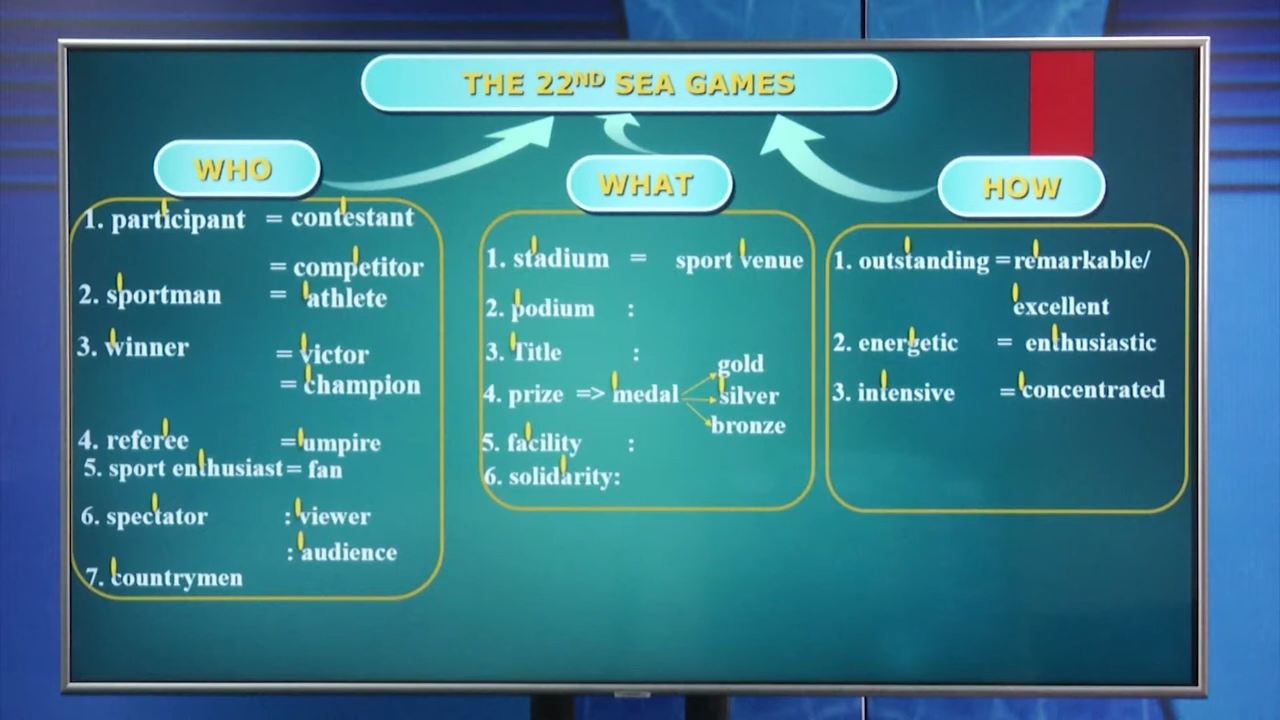 THE 22ND SEA GAMES
WHO
1. participant = contestant
= competitor
2. sportman = athlete
3. winner = victor
= champion
4. referee = umpire
5. sport enthusiast = fan
6. spectator : viewer
: audience
7. countrymen
WHAT
1. stadium = sport venue
2. podium :
3. Title :
4. prize => medal
gold
silver
bronze
5. facility :
6. solidarity:
HOW
1. outstanding = remarkable/
excellent
2. energetic = enthusiastic
3. intensive = concentrated